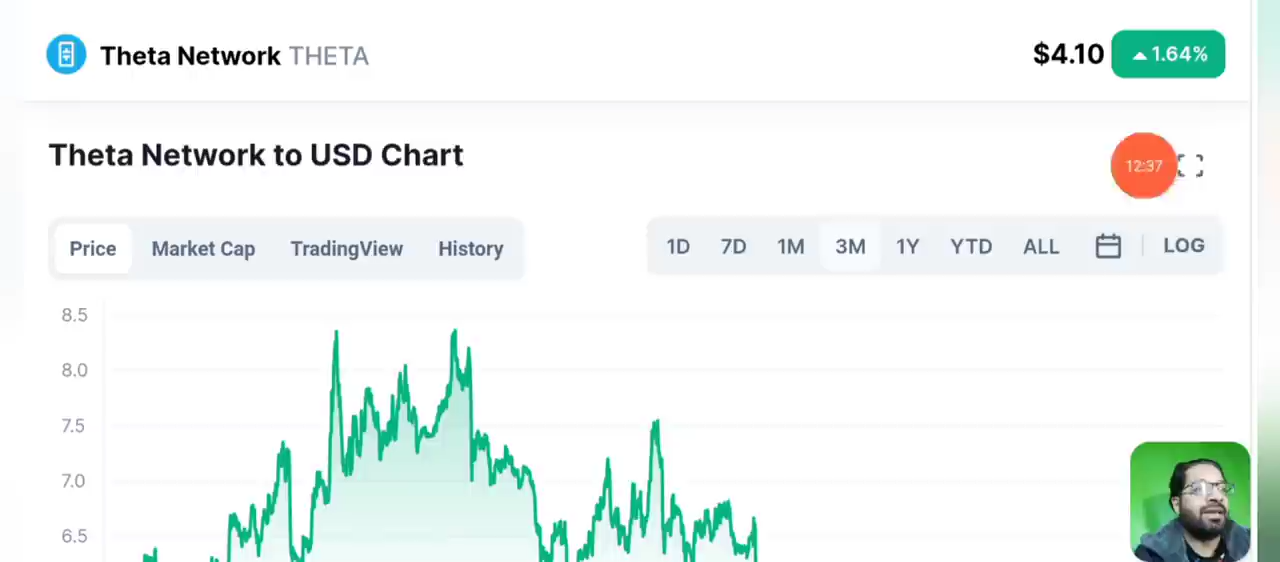 Theta Network THETA
$4.10 1.64%
Theta Network to USD Chart
12:37
Price Market Cap TradingView History
1D 7D 1M 3M 1Y YTD ALL LOG
8.5
8.0
7.5
7.0
6.5